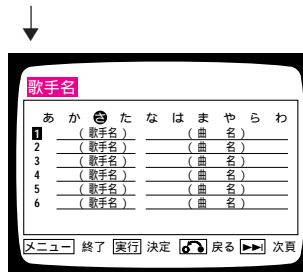 歌手名
あ か さ た な は ま や ら わ
1 (歌手名) (曲 名)
2 (歌手名) (曲 名)
3 (歌手名) (曲 名)
4 (歌手名) (曲 名)
5 (歌手名) (曲 名)
6 (歌手名) (曲 名)
メニュー 終了 実行 決定 戻る 次頁